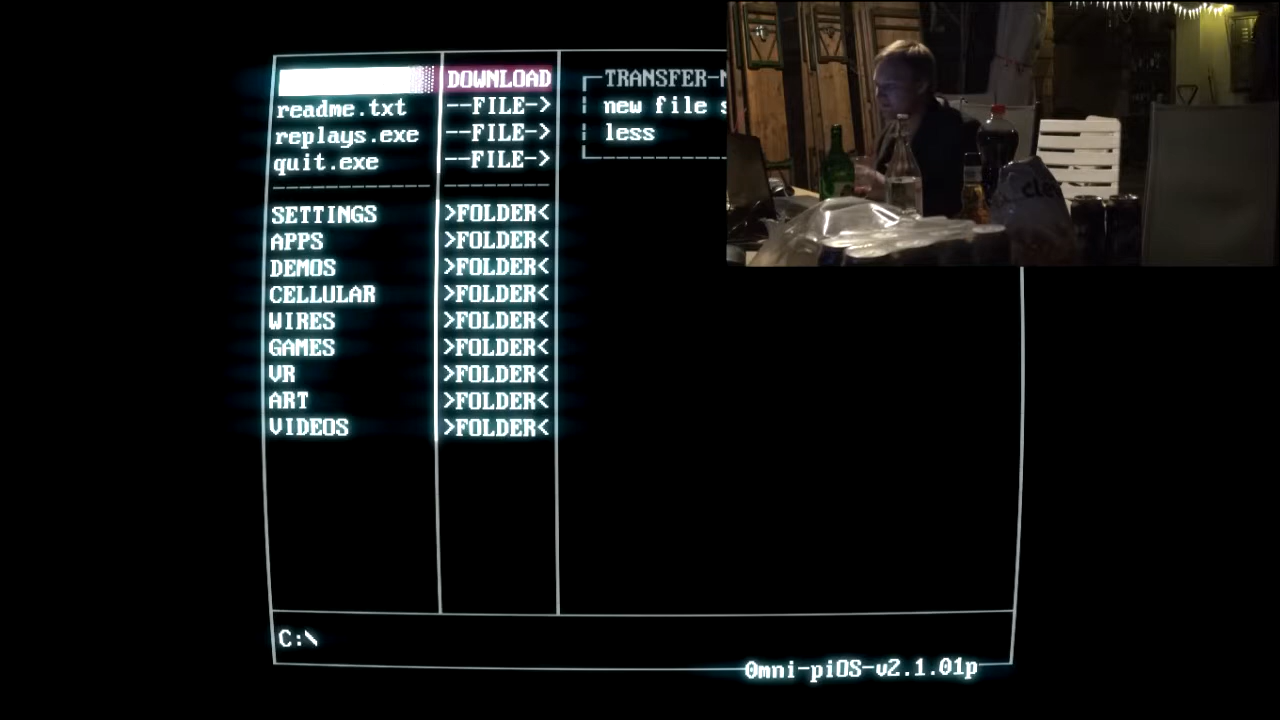 DOWNLOAD
readme.txt --FILE->
replays.exe --FILE->
quit.exe --FILE->
SETTINGS >FOLDER<
APPS >FOLDER<
DEMOS >FOLDER<
CELLULAR >FOLDER<
WIRES >FOLDER<
GAMES >FOLDER<
VR >FOLDER<
ART >FOLDER<
VIDEOS >FOLDER<
TRANSFER-
new file
less
C:\
0mni-piOS-v2.1.01p